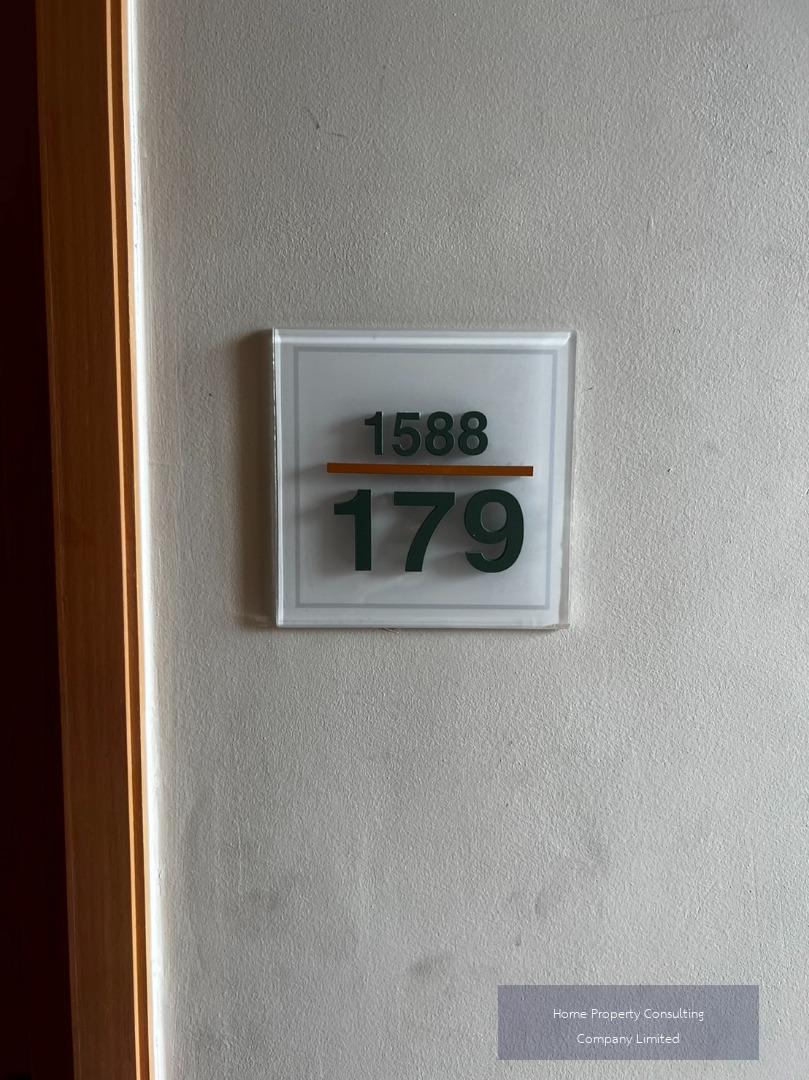 1588
179
Home Property Consulting
Company Limited